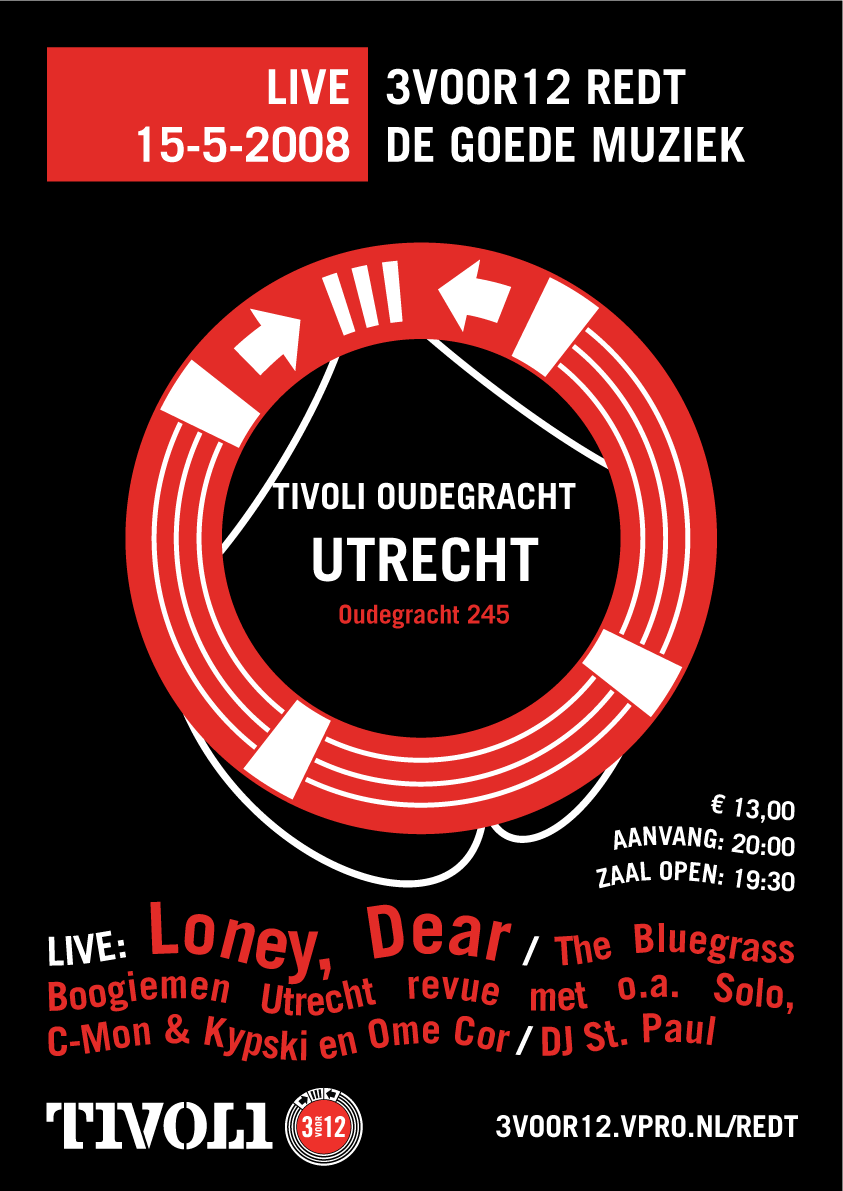 LIVE 3VOOR12 REDT
15-5-2008 DE GOEDE MUZIEK
TIVOLI OUDEGRACHT
UTRECHT
Oudegracht 245
€ 13,00
AANVANG: 20:00
ZAAL OPEN: 19:30
LIVE: Loney, Dear / The Bluegrass
Boogiemen Utrecht revue met o.a. Solo,
C-Mon & Kypski en Ome Cor / DJ St. Paul
TIVOLI 3VOOR12 3VOOR12.VPRO.NL/REDT